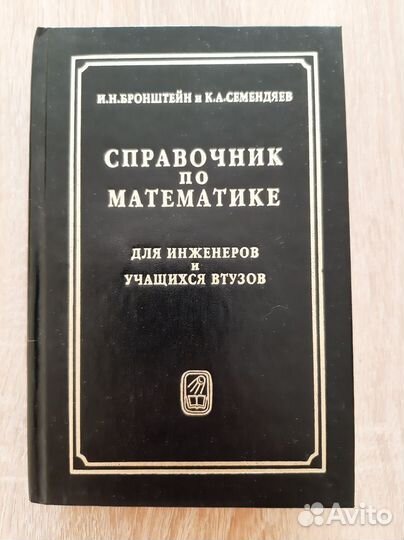 И.Н.БРОНШТЕЙН и К.А.СЕМЕНДЯЕВ
СПРАВОЧНИК
ПО
МАТЕМАТИКЕ
ДЛЯ ИНЖЕНЕРОВ
и
УЧАЩИХСЯ ВТУЗОВ
Avito